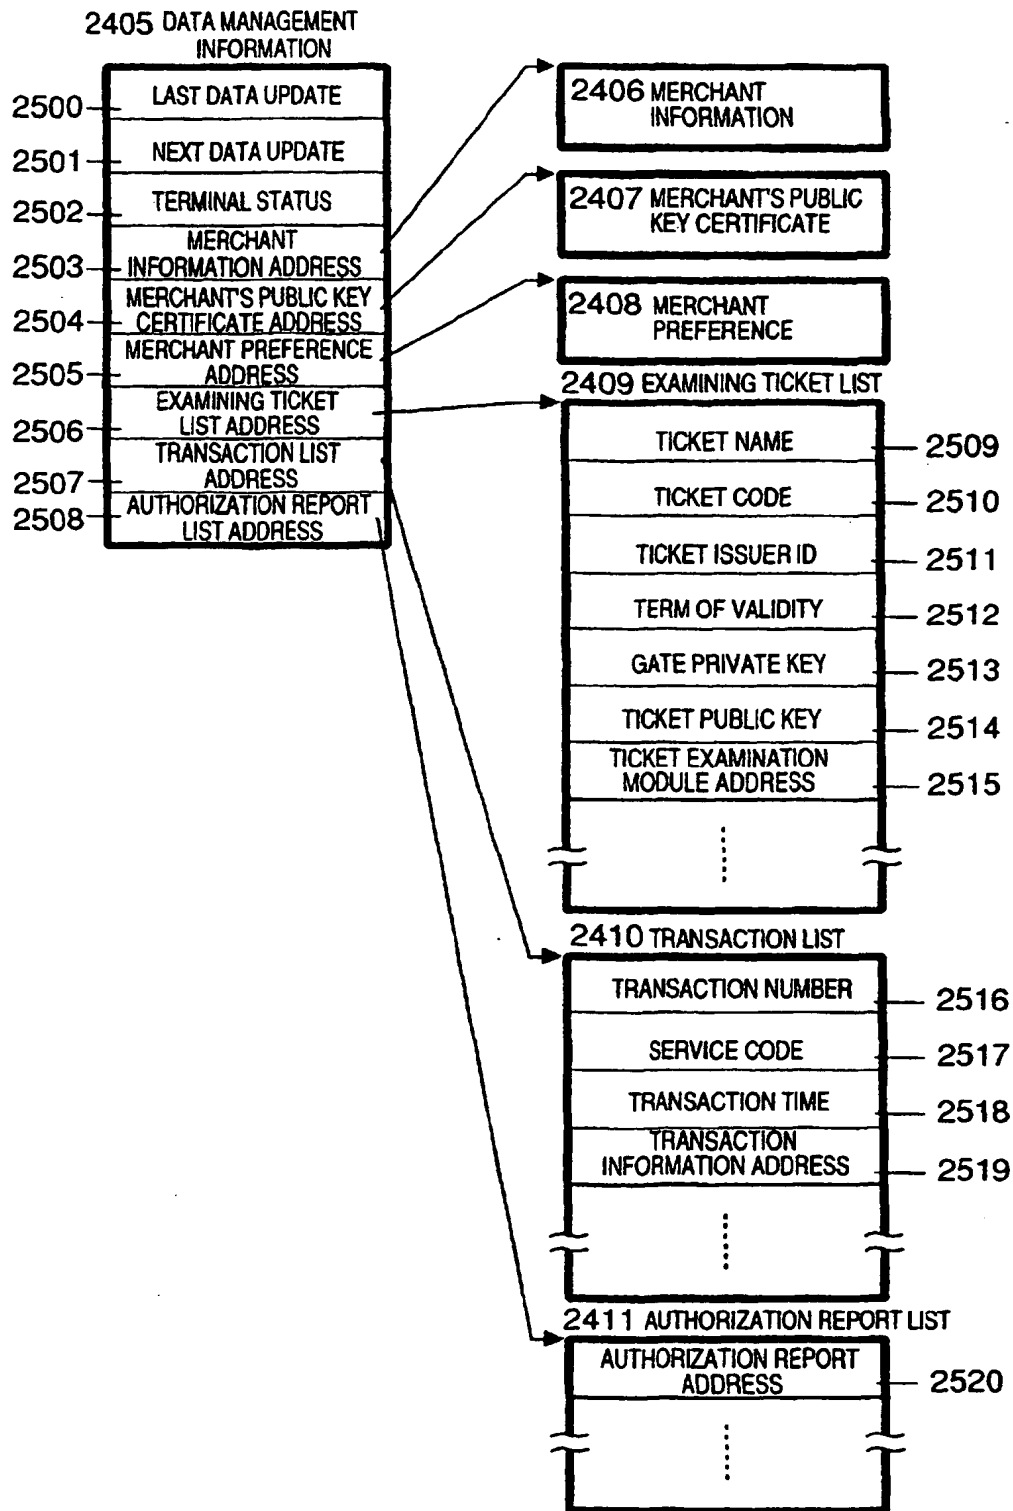 2405 DATA MANAGEMENT
INFORMATION
2500
LAST DATA UPDATE
2501
NEXT DATA UPDATE
2502
TERMINAL STATUS
2503
MERCHANT
INFORMATION ADDRESS
2504
MERCHANT'S PUBLIC KEY
CERTIFICATE ADDRESS
2505
MERCHANT PREFERENCE
ADDRESS
2506
EXAMINING TICKET
LIST ADDRESS
2507
TRANSACTION LIST
ADDRESS
2508
AUTHORIZATION REPORT
LIST ADDRESS
2406 MERCHANT
INFORMATION
2407 MERCHANT'S PUBLIC
KEY CERTIFICATE
2408 MERCHANT
PREFERENCE
2409 EXAMINING TICKET LIST
TICKET NAME
2509
TICKET CODE
2510
TICKET ISSUER ID
2511
TERM OF VALIDITY
2512
GATE PRIVATE KEY
2513
TICKET PUBLIC KEY
2514
TICKET EXAMINATION
MODULE ADDRESS
2515
2410 TRANSACTION LIST
TRANSACTION NUMBER
2516
SERVICE CODE
2517
TRANSACTION TIME
2518
TRANSACTION
INFORMATION ADDRESS
2519
2411 AUTHORIZATION REPORT LIST
AUTHORIZATION REPORT
ADDRESS
2520